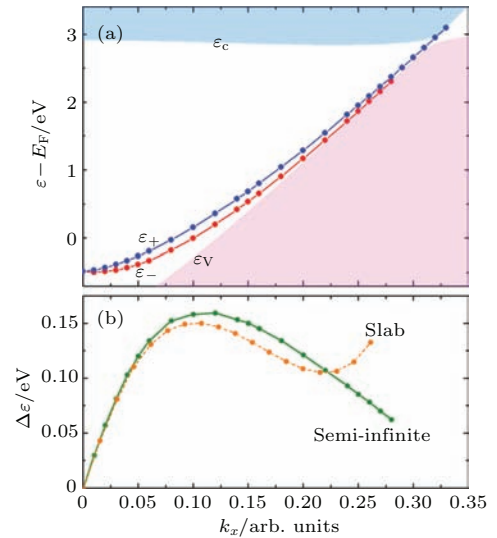 (a)
3
2
1
0
ε−E_F/eV
ε_c
ε_+
ε_−
ε_V
(b)
0.15
0.10
0.05
0
Δε/eV
Slab
Semi-infinite
0 0.05 0.10 0.15 0.20 0.25 0.30 0.35
k_x/arb. units